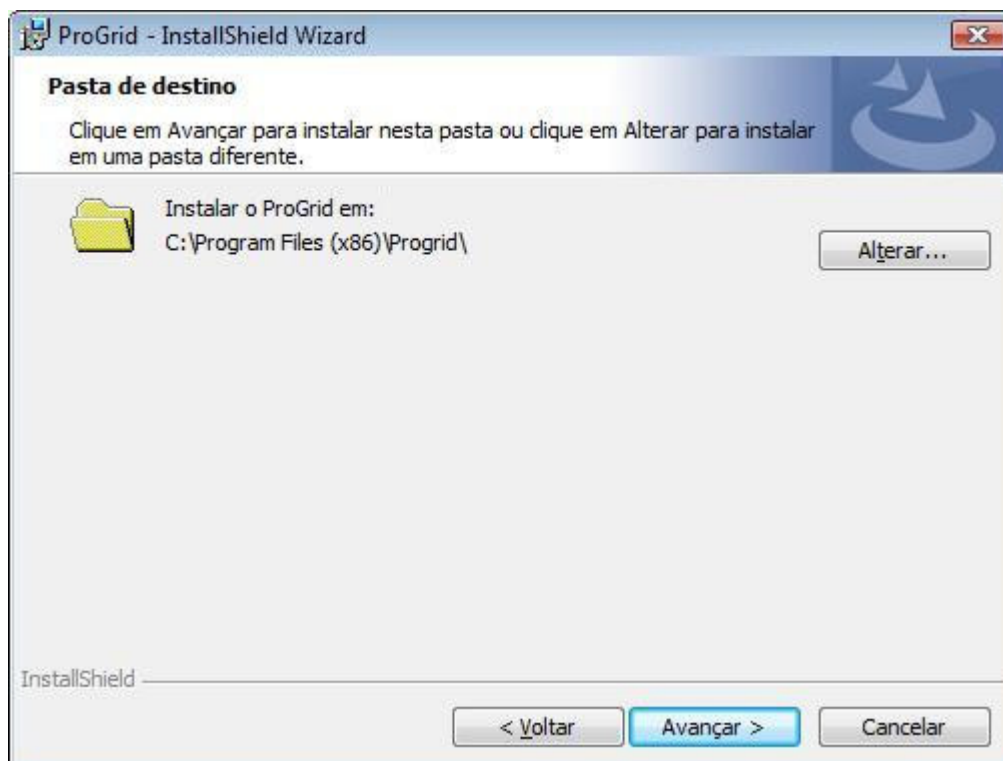 ProGrid - InstallShield Wizard
Pasta de destino
Clique em Avançar para instalar nesta pasta ou clique em Alterar para instalar
em uma pasta diferente.
Instalar o ProGrid em:
C:\Program Files (x86)\Progrid\
Alterar...
InstallShield
< Voltar
Avançar >
Cancelar